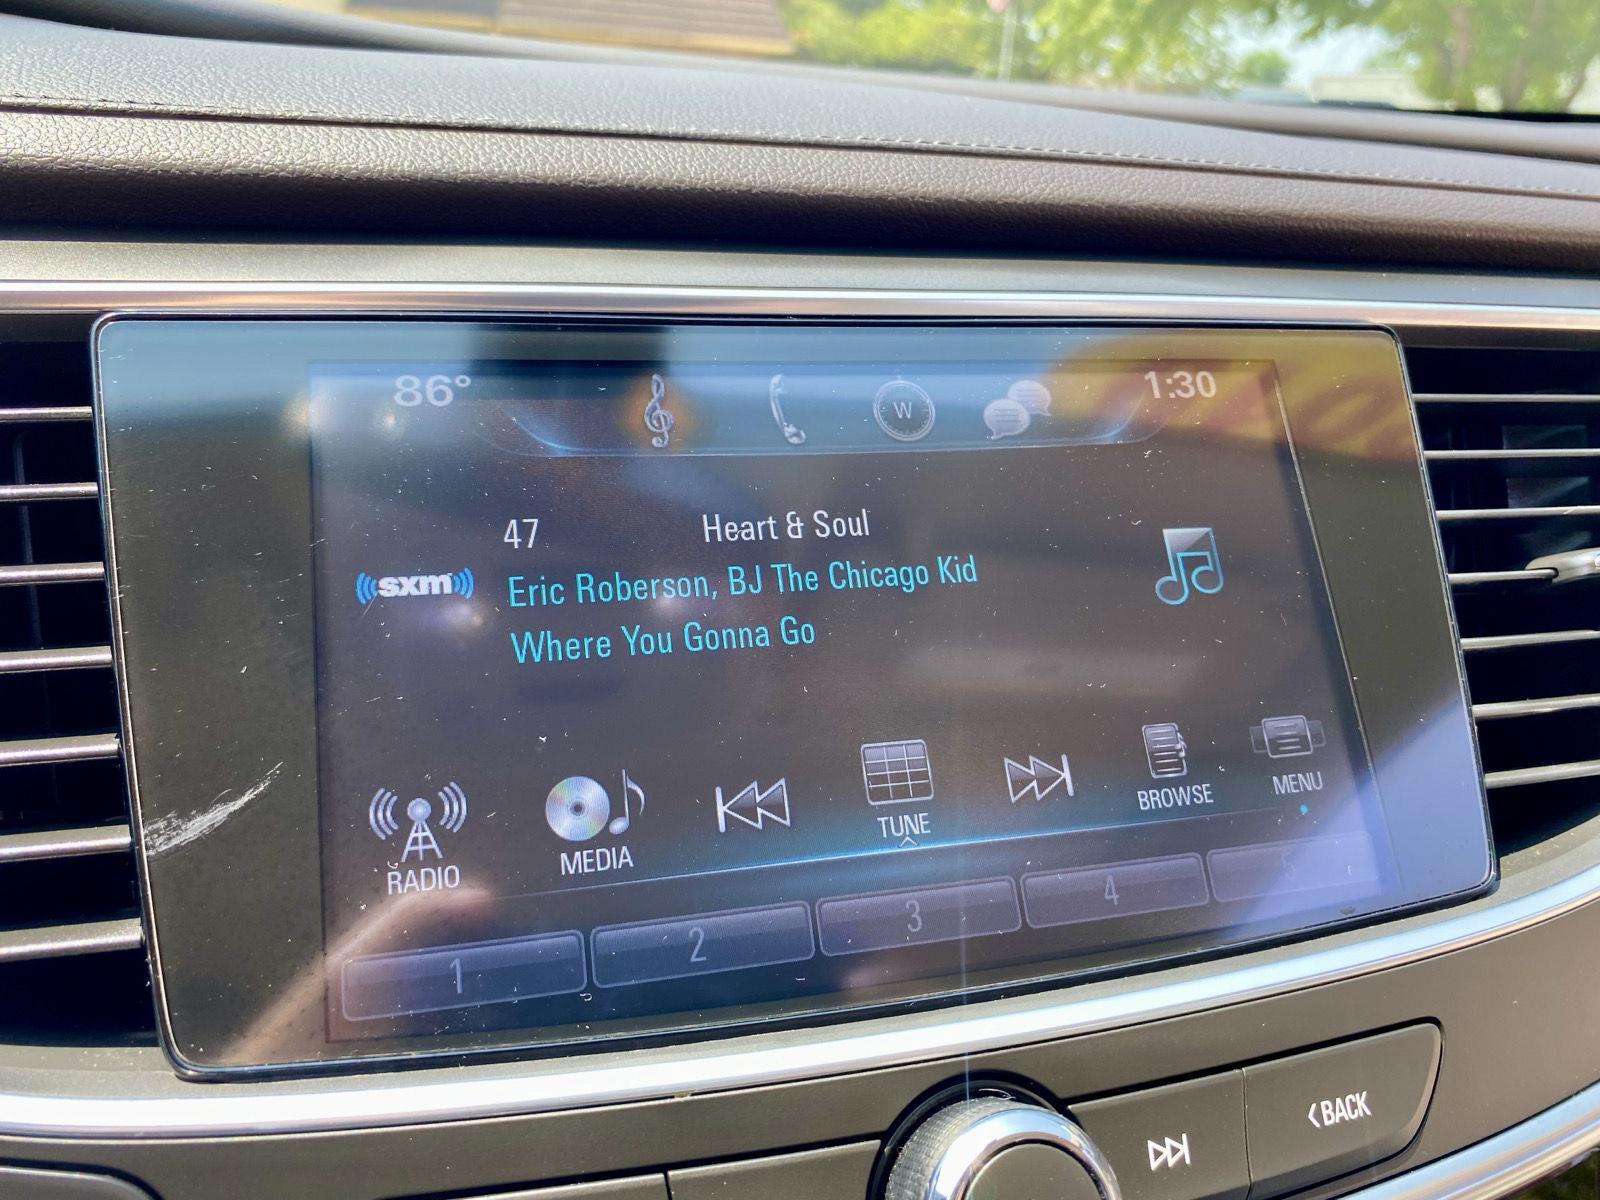 86° W 1:30
47 Heart & Soul
sxm Eric Roberson, BJ The Chicago Kid
Where You Gonna Go
RADIO MEDIA TUNE BROWSE MENU
1 2 3 4 5
<BACK